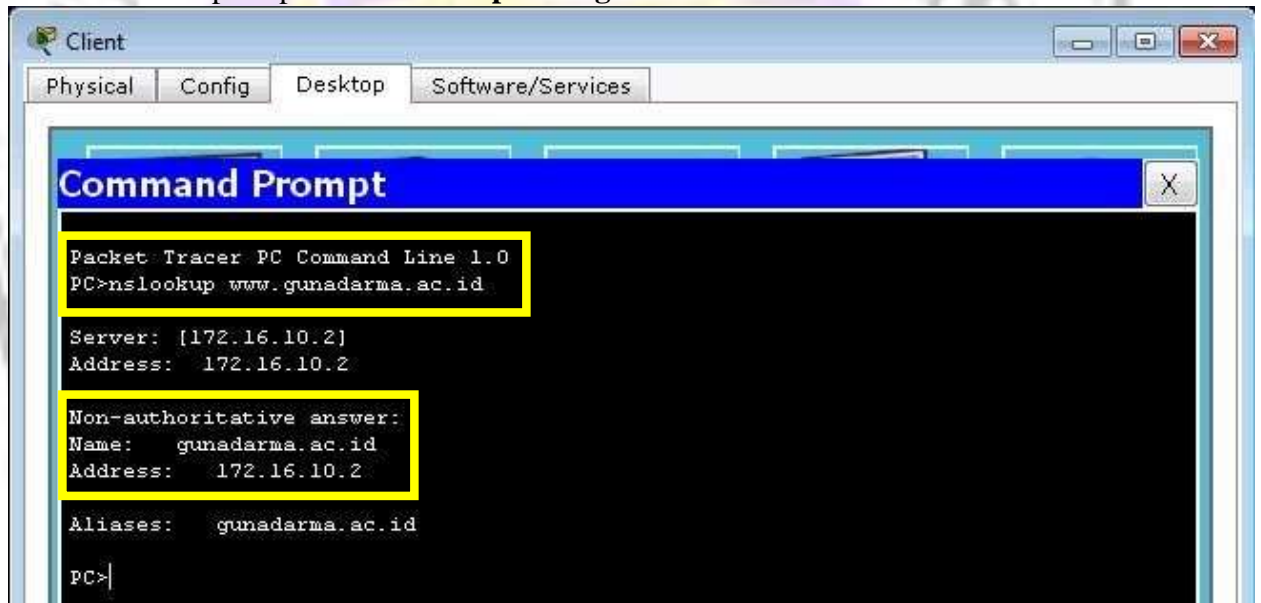 Client
Physical Config Desktop Software/Services
Command Prompt
X
Packet Tracer PC Command Line 1.0
PC>nslookup www.gunadarma.ac.id
Server: [172.16.10.2]
Address: 172.16.10.2
Non-authoritative answer:
Name: gunadarma.ac.id
Address: 172.16.10.2
Aliases: gunadarma.ac.id
PC>